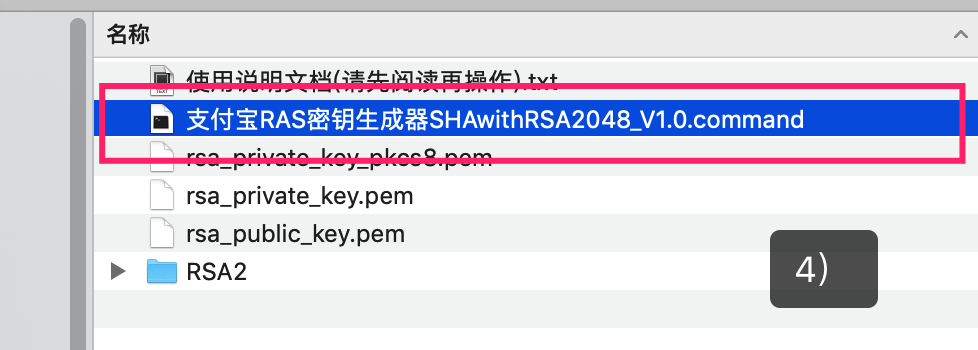 名称
使用说明文档(请先阅读再操作).txt
支付宝RAS密钥生成器SHAwithRSA2048_V1.0.command
rsa_private_key_pkcs8.pem
rsa_private_key.pem
rsa_public_key.pem
RSA2
4)